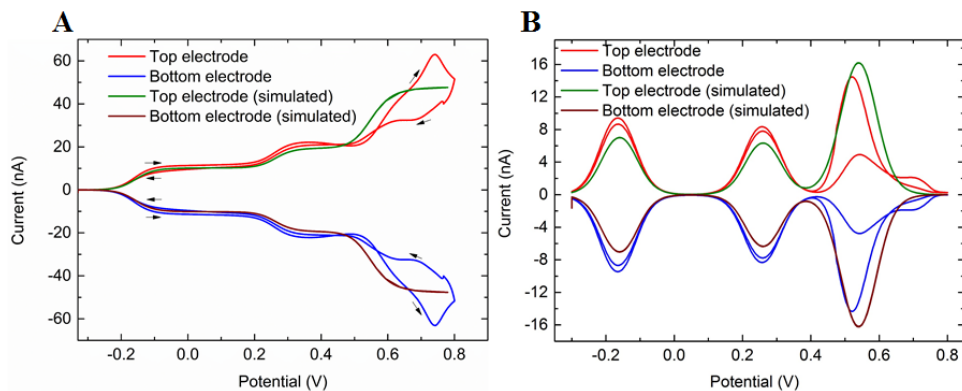 A
B
Top electrode
Bottom electrode
Top electrode (simulated)
Bottom electrode (simulated)
60
40
20
0
-20
-40
-60
Current (nA)
-0.2 0.0 0.2 0.4 0.6 0.8
Potential (V)
Top electrode
Bottom electrode
Top electrode (simulated)
Bottom electrode (simulated)
16
12
8
4
0
-4
-8
-12
-16
Current (nA)
-0.2 0.0 0.2 0.4 0.6 0.8
Potential (V)